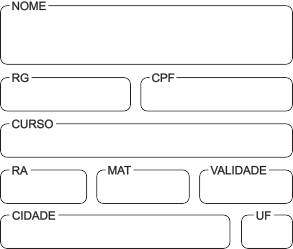 NOME
RG CPF
CURSO
RA MAT VALIDADE
CIDADE UF